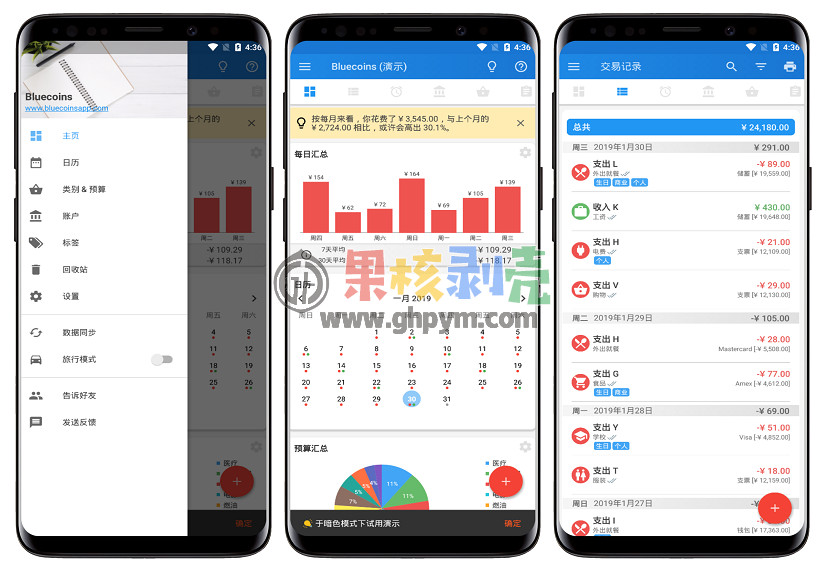 4:36
Bluecoins
www.bluecoinsapp.com
主页
日历
类别 & 预算
账户
标签
回收站
设置
数据同步
旅行模式
告诉好友
发送反馈
上个月的
¥105
¥139
周二
周三
-¥109.29
-¥118.17
周五
周六
4
5
11
12
18
19
25
26
医疗
燃油
确定
4:36
Bluecoins (演示)
按每月来看，你花费了 ¥3,545.00，与上个月的
¥2,724.00 相比，或许会高出 30.1%。
每日汇总
¥154
¥62
¥72
¥164
¥69
¥105
¥139
周四
周五
周六
周日
周一
周二
周三
7天平均
-¥109.29
30天平均
-¥118.17
日历
一月 2019
周日
周五
周六
1 2 3 4 5
6 7 8 9 10 11 12
13 14 15 16 17 18 19
20 21 22 23 24 25 26
27 28 29 30 31
预算汇总
11%
11%
5%
7%
医疗
燃油
于暗色模式下试用演示
确定
4:36
交易记录
总共
¥ 24,180.00
周三 2019年1月30日
¥ 291.00
支出 L
-¥ 89.00
外出就餐
储蓄 [¥ 19,559.00]
生日 商业 个人
收入 K
¥ 430.00
工资
储蓄 [¥ 19,648.00]
支出 H
-¥ 21.00
电费
支票 [¥ 12,109.00]
个人
支出 V
-¥ 29.00
购物
支票 [¥ 12,130.00]
周二 2019年1月29日
-¥ 105.00
支出 H
-¥ 28.00
外出就餐
Mastercard [-¥ 5,508.00]
支出 G
-¥ 77.00
食品
Amex [-¥ 4,612.00]
生日 商业
周一 2019年1月28日
-¥ 69.00
支出 Y
-¥ 51.00
学校
Visa [-¥ 4,852.00]
生日 个人
支出 T
-¥ 18.00
服装
支票 [¥ 12,159.00]
周日 2019年1月27日
支出 I
外出就餐
钱包 [¥ 10,131.00]
果核剥壳
www.ghpym.com